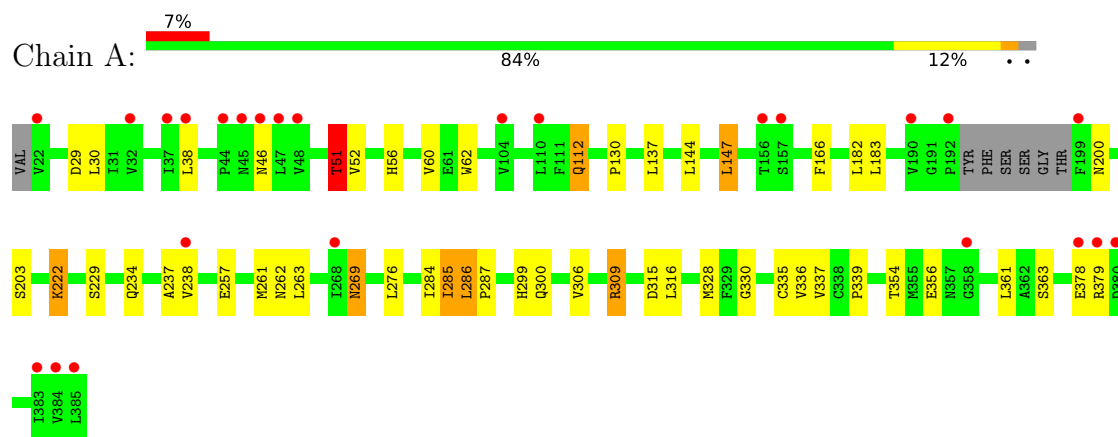 7%
Chain A:
84% 12% • •
VAL V22 D29 L30 I31 V32 I37 L38 P44 N45 N46 L47 V48 T51 V52 H56 V60 E61 W62 V104 L110 F111 Q112 P130 L137 L144 L147 T156 S157 F166 L182 L183 V190 G191 P192 TYR PHE SER SER GLY THR F199 N200
S203 K222 S229 Q234 A237 V238 E257 M261 N262 L263 I268 N269 L276 I284 I285 L286 P287 H299 Q300 V306 R309 D315 L316 M328 F329 G330 C335 V336 V337 C338 P339 T354 M355 E356 N357 G358 L361 A362 S363 E378 R379 D380
I383 V384 L385